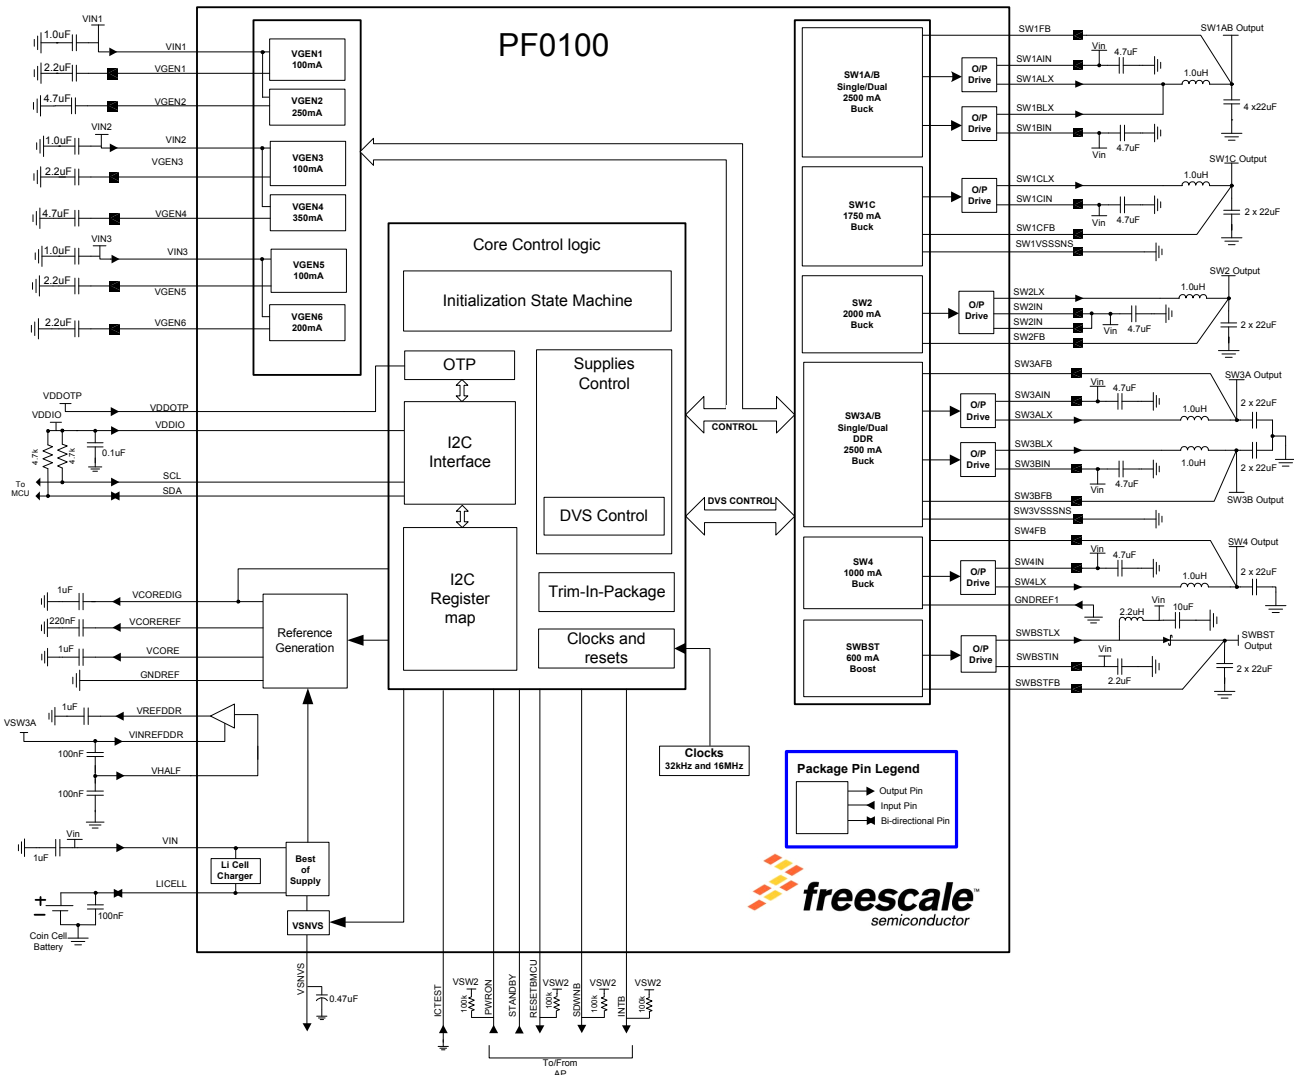 PF0100
VIN1
1.0uF
VIN1
2.2uF
VGEN1
4.7uF
VGEN2
VIN2
1.0uF
VIN2
2.2uF
VGEN3
4.7uF
VGEN4
VIN3
1.0uF
VIN3
2.2uF
VGEN5
2.2uF
VGEN6
VGEN1
100mA
VGEN2
250mA
VGEN3
100mA
VGEN4
350mA
VGEN5
100mA
VGEN6
200mA
VDDOTP
VDDOTP
VDDIO
VDDIO
4.7k
4.7k
0.1uF
To
MCU
SCL
SDA
1uF
VCOREDIG
220nF
VCOREREF
1uF
VCORE
GNDREF
1uF
VREFDDR
VSW3A
VINREFDDR
100nF
VHALF
100nF
Vin
VIN
1uF
LICELL
+
-
100nF
Coin Cell
Battery
Reference
Generation
Li Cell
Charger
Best
of
Supply
VSNVS
VSNVS
0.47uF
Core Control logic
Initialization State Machine
OTP
I2C
Interface
I2C
Register
map
Supplies
Control
DVS Control
Trim-In-Package
Clocks and
resets
Clocks
32kHz and 16MHz
CONTROL
DVS CONTROL
ICTEST
VSW2
100k
PWRON
STANDBY
RESETBMCU
VSW2
100k
SDWNB
VSW2
100k
INTB
VSW2
100k
To/From
AP
SW1A/B
Single/Dual
2500 mA
Buck
SW1C
1750 mA
Buck
SW2
2000 mA
Buck
SW3A/B
Single/Dual
DDR
2500 mA
Buck
SW4
1000 mA
Buck
SWBST
600 mA
Boost
O/P
Drive
O/P
Drive
O/P
Drive
O/P
Drive
O/P
Drive
O/P
Drive
O/P
Drive
O/P
Drive
SW1FB
SW1AB Output
SW1AIN
Vin
4.7uF
SW1ALX
1.0uH
SW1BLX
4 x22uF
SW1BIN
Vin
4.7uF
SW1C Output
SW1CLX
1.0uH
SW1CIN
Vin
4.7uF
2 x 22uF
SW1CFB
SW1VSSSNS
SW2 Output
SW2LX
1.0uH
SW2IN
SW2IN
Vin
4.7uF
2 x 22uF
SW2FB
SW3AFB
SW3A Output
SW3AIN
Vin
4.7uF
2 x 22uF
SW3ALX
1.0uH
SW3BLX
1.0uH
SW3BIN
Vin
4.7uF
2 x 22uF
SW3BFB
SW3B Output
SW3VSSSNS
SW4FB
SW4 Output
SW4IN
Vin
4.7uF
2 x 22uF
SW4LX
1.0uH
GNDREF1
2.2uH
Vin
10uF
SWBSTLX
SWBST
Output
SWBSTIN
Vin
2.2uF
2 x 22uF
SWBSTFB
Package Pin Legend
Output Pin
Input Pin
Bi-directional Pin
freescale™
semiconductor